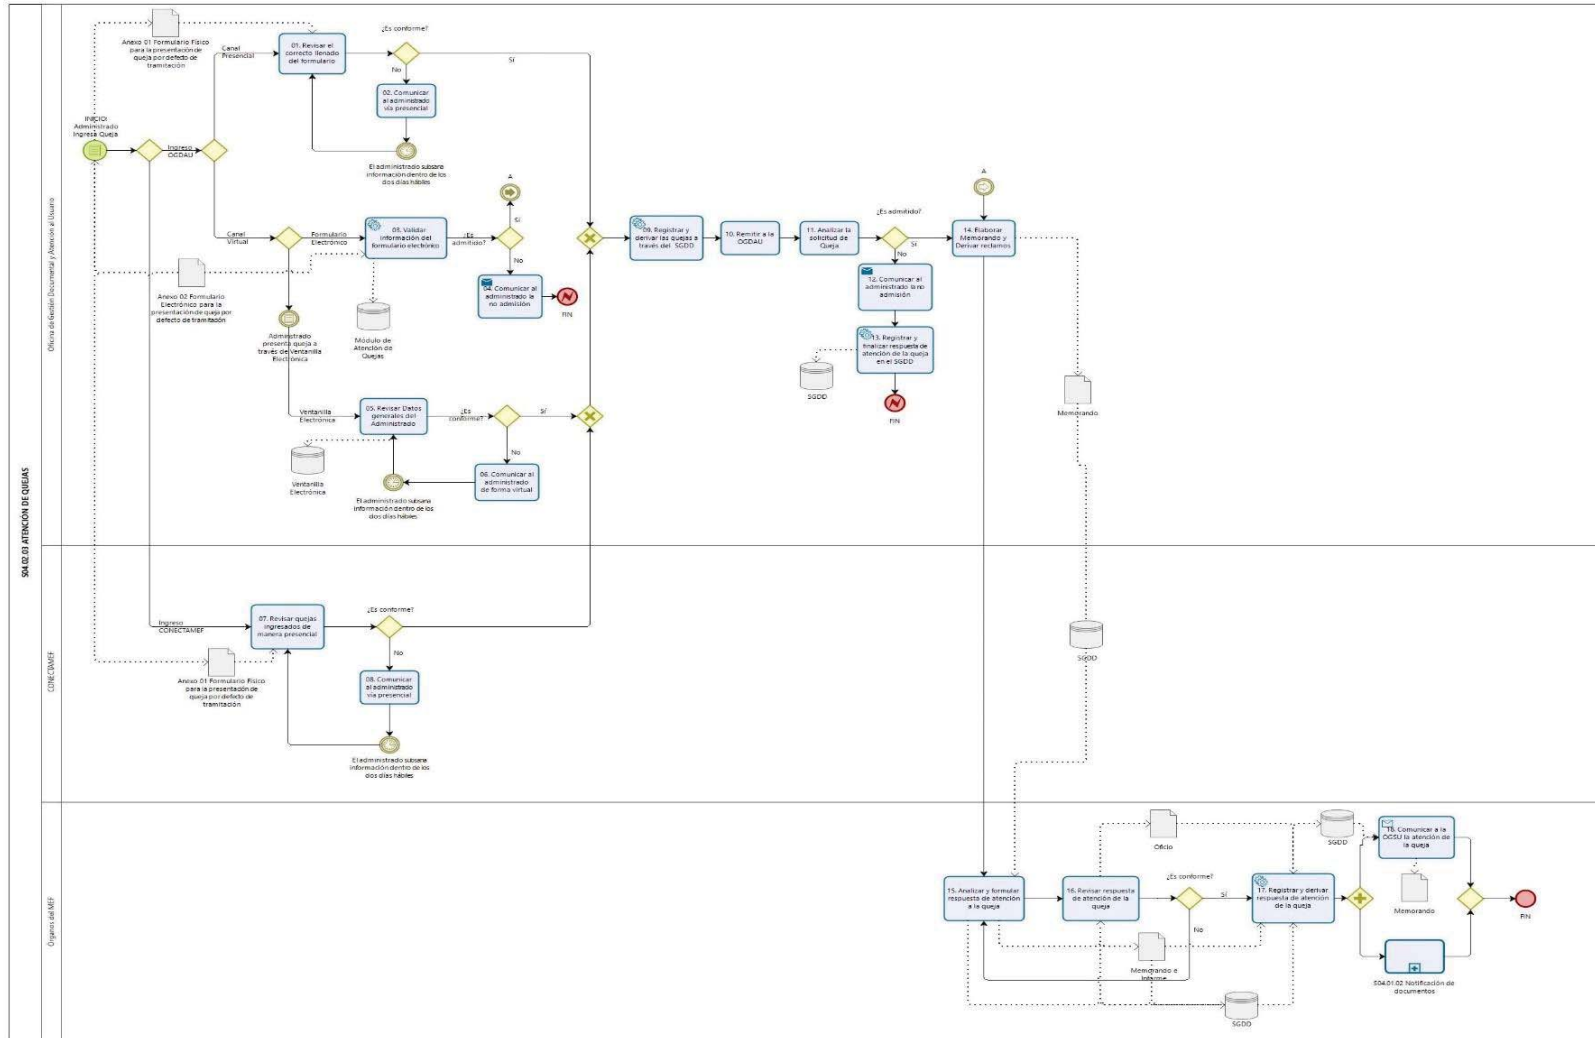 S04.02.03 ATENCIÓN DE QUEJAS
Oficina de Gestión Documental y Atención al Usuario
INICIO:
Administrado
Ingresa Queja
Anexo 01 Formulario Físico
para la presentación de
queja por defecto de
tramitación
Ingreso
OGDAU
Canal
Presencial
01. Revisar el
correcto llenado
del formulario
¿Es conforme?
Sí
No
02. Comunicar
al administrado
vía presencial
El administrado subsana
información dentro de los
dos días hábiles
Canal
Virtual
Formulario
Electrónico
03. Validar
información del
formulario electrónico
¿Es
admitido?
Sí
A
No
04. Comunicar al
administrado la
no admisión
FIN
Anexo 02 Formulario
Electrónico para la
presentación de queja por
defecto de tramitación
Módulo de
Atención de
Quejas
Administrado
presenta queja a
través de Ventanilla
Electrónica
Ventanilla
Electrónica
05. Revisar Datos
generales del
Administrado
¿Es
conforme?
Sí
No
06. Comunicar al
administrado
de forma virtual
Ventanilla
Electrónica
El administrado subsana
información dentro de los
dos días hábiles
09. Registrar y
derivar las quejas a
través del SGDD
10. Remitir a la
OGDAU
11. Analizar la
solicitud de
Queja
¿Es admitido?
Sí
No
12. Comunicar al
administrado la no
admisión
13. Registrar y
finalizar respuesta de
atención de la queja
en el SGDD
SGDD
FIN
A
14. Elaborar
Memorando y
Derivar reclamos
Memorando
CONECTAMEF
Ingreso
CONECTAMEF
07. Revisar quejas
ingresados de
manera presencial
¿Es conforme?
No
08. Comunicar
al administrado
vía presencial
Anexo 01 Formulario Físico
para la presentación de
queja por defecto de
tramitación
El administrado subsana
información dentro de los
dos días hábiles
SGDD
Órganos del MEF
15. Analizar y formular
respuesta de atención
a la queja
16. Revisar respuesta
de atención de la
queja
Oficio
¿Es conforme?
Sí
No
Memorando e
Informe
SGDD
17. Registrar y derivar
respuesta de atención
de la queja
SGDD
18. Comunicar a la
OGSU la atención de
la queja
Memorando
S04.01.02 Notificación de
documentos
FIN